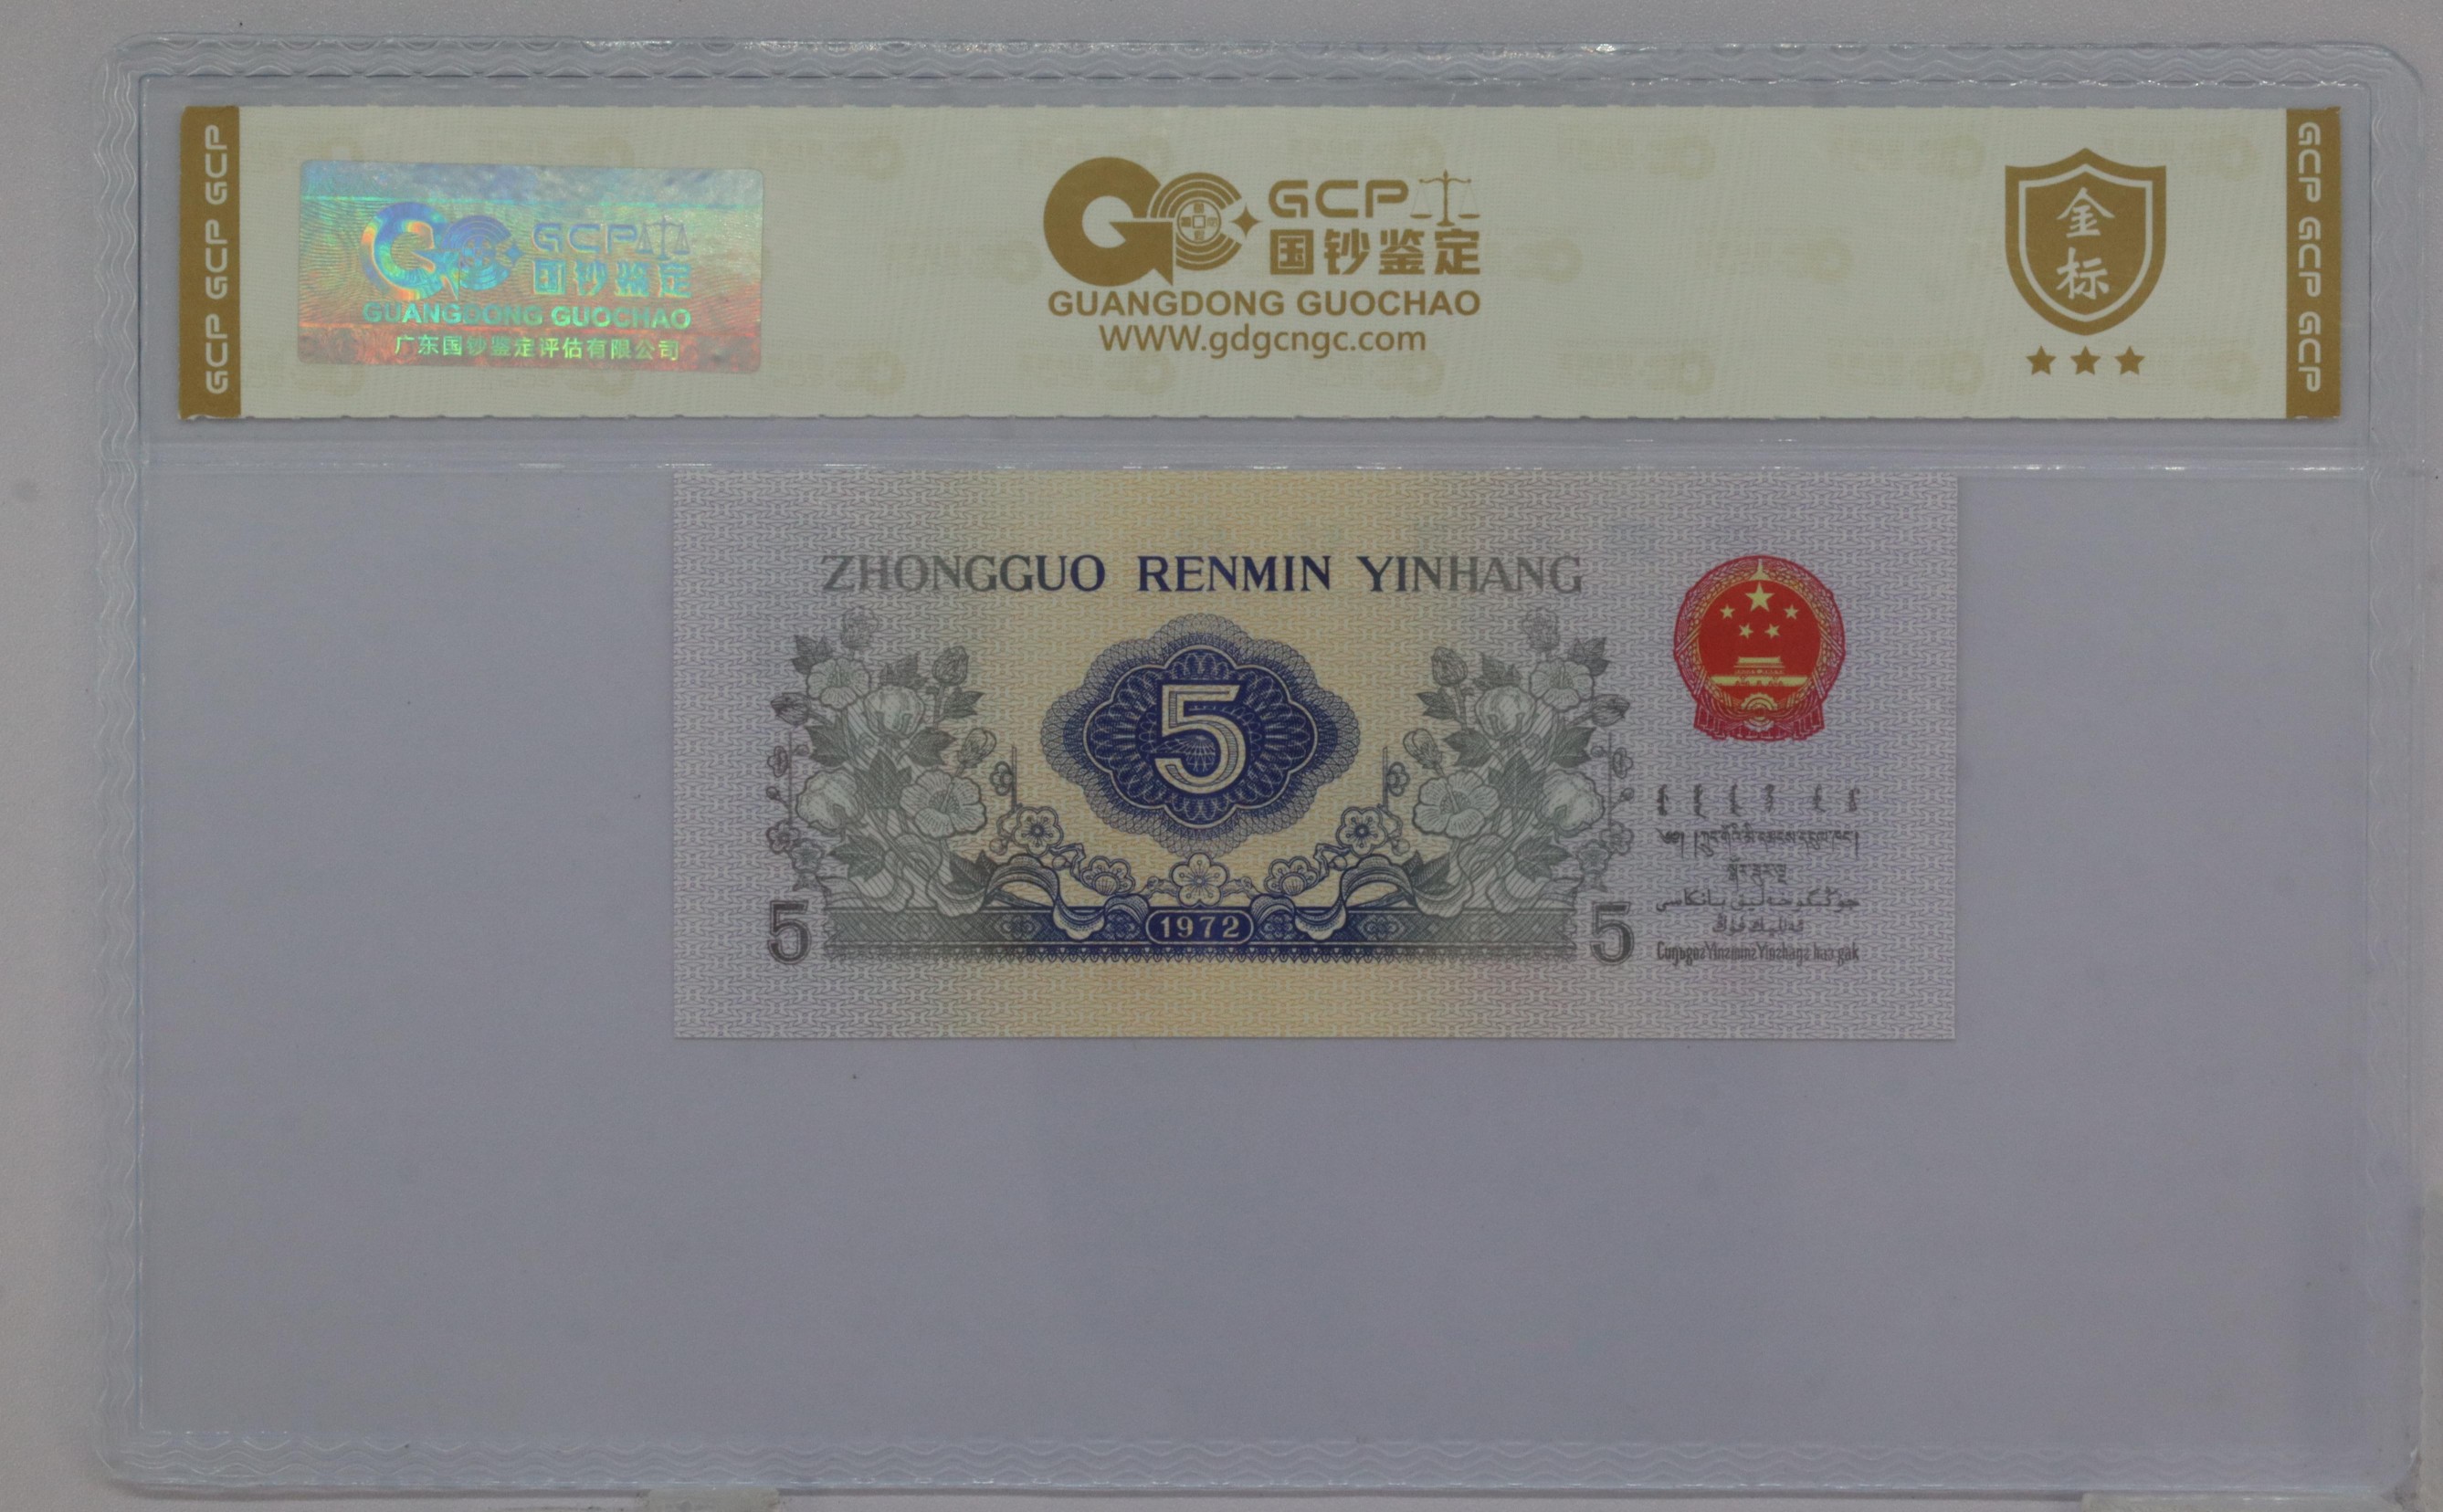 GCP GCP GCP
GCP
国钞鉴定
GUANGDONG GUOCHAO
广东国钞鉴定评估有限公司
GCP
国钞鉴定
GUANGDONG GUOCHAO
WWW.gdgcngc.com
金
标
GCP GCP GCP
ZHONGGUO RENMIN YINHANG
5
1972
5
5